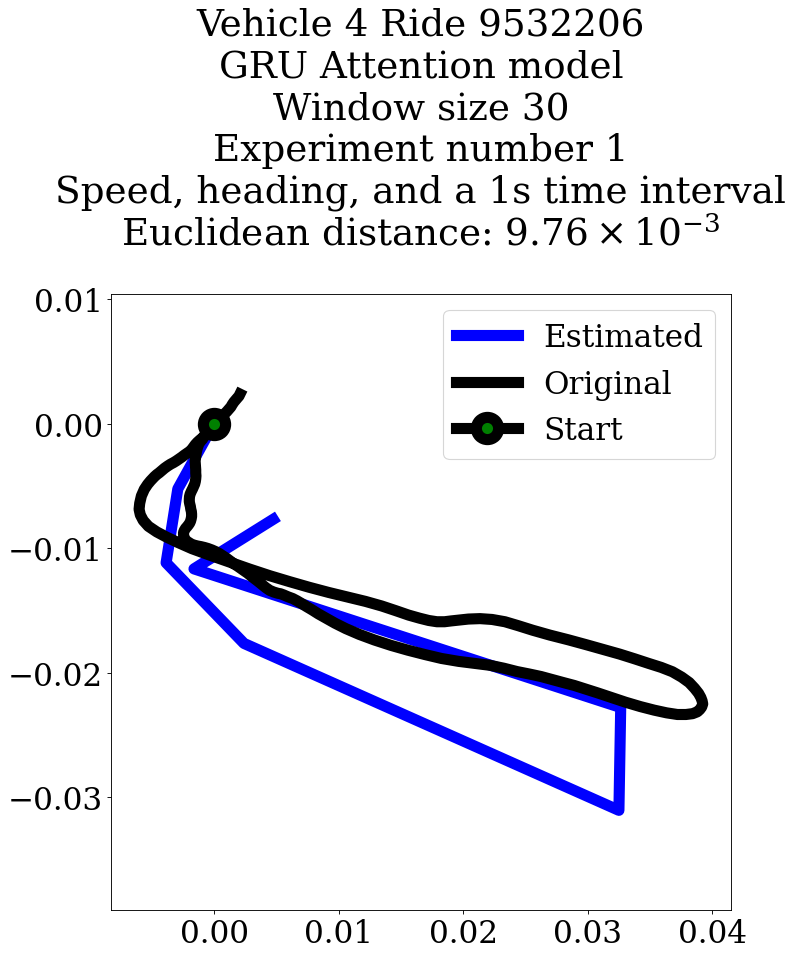 Vehicle 4 Ride 9532206
GRU Attention model
Window size 30
Experiment number 1
Speed, heading, and a 1s time interval
Euclidean distance: 9.76 × 10⁻³
0.01
0.00
−0.01
−0.02
−0.03
Estimated
Original
Start
0.00 0.01 0.02 0.03 0.04